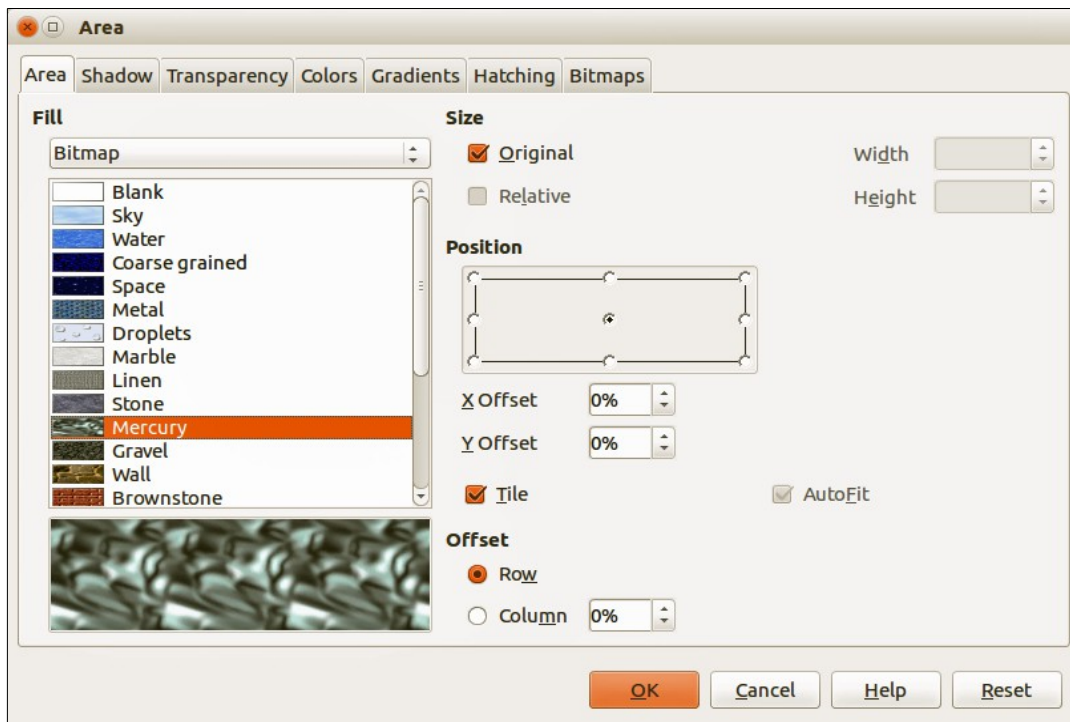 Area
Area Shadow Transparency Colors Gradients Hatching Bitmaps
Fill
Bitmap
Blank
Sky
Water
Coarse grained
Space
Metal
Droplets
Marble
Linen
Stone
Mercury
Gravel
Wall
Brownstone
Size
Original
Width
Relative
Height
Position
X Offset 0%
Y Offset 0%
Tile
AutoFit
Offset
Row
Column 0%
OK Cancel Help Reset